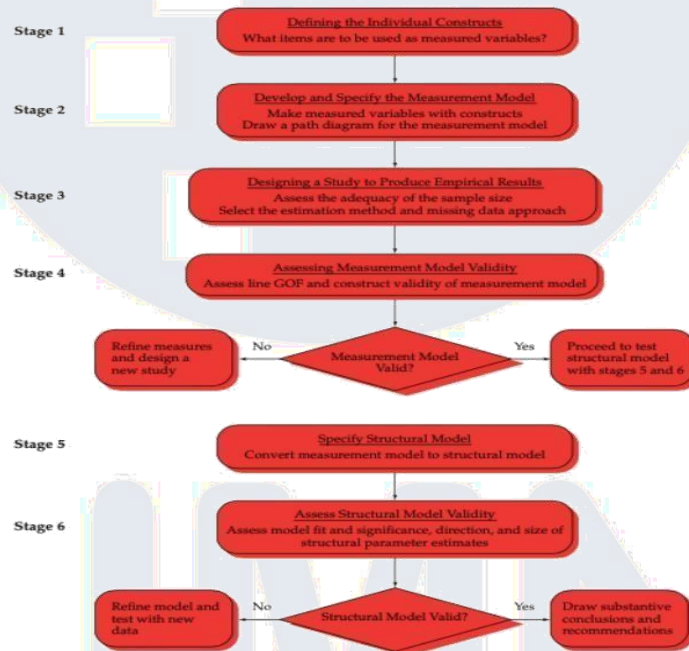 Stage 1
Defining the Individual Constructs
What items are to be used as measured variables?
Stage 2
Develop and Specify the Measurement Model
Make measured variables with constructs
Draw a path diagram for the measurement model
Stage 3
Designing a Study to Produce Empirical Results
Assess the adequacy of the sample size
Select the estimation method and missing data approach
Stage 4
Assessing Measurement Model Validity
Assess line GOF and construct validity of measurement model
Refine measures
and design a
new study
No
Measurement Model
Valid?
Yes
Proceed to test
structural model
with stages 5 and 6
Stage 5
Specify Structural Model
Convert measurement model to structural model
Stage 6
Assess Structural Model Validity
Assess model fit and significance, direction, and size of
structural parameter estimates
Refine model and
test with new
data
No
Structural Model Valid?
Yes
Draw substantive
conclusions and
recommendations